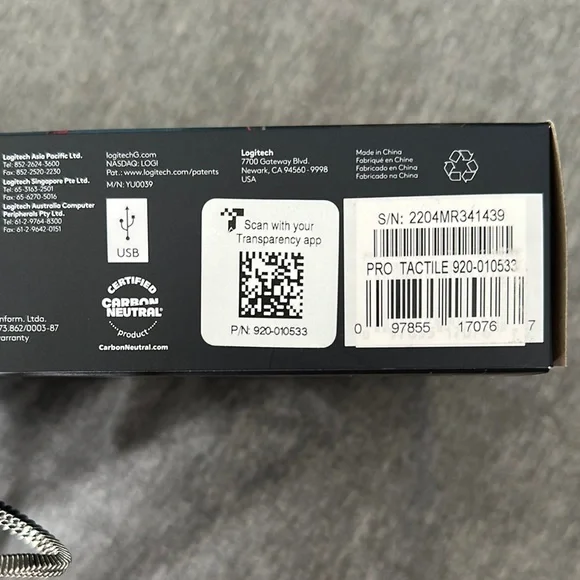 Logitech Asia Pacific Ltd.
Tel: 852-2624-3600
Fax: 852-2520-2230
Logitech Singapore Pte Ltd.
Tel: 65-3163-2501
Fax: 65-6270-5016
Logitech Australia Computer
Peripherals Pty Ltd.
Tel: 61-2-9764-8300
Fax: 61-2-9642-0151
nform. Ltda.
73.862/0003-87
arranty
logitechG.com
NASDAQ: LOGI
Pat.: www.logitech.com/patents
M/N: YU0039
USB
CERTIFIED
CARBON
NEUTRAL
product
CarbonNeutral.com
Logitech
7700 Gateway Blvd.
Newark, CA 94560-9998
USA
Scan with your
Transparency app
P/N: 920-010533
Made in China
Fabriqué en Chine
Fabricado en China
Fabricado na China
S/N: 2204MR341439
PRO TACTILE 920-010533
0 97855 17076 7